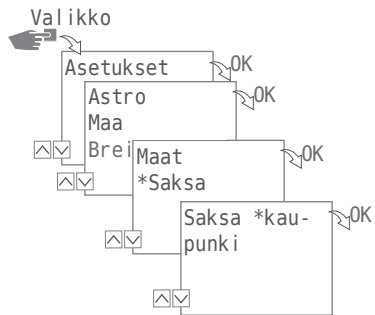 Valikko
Asetukset
OK
Astro
OK
Maa
Brei
Maat
OK
*Saksa
Saksa *kau-
OK
punki